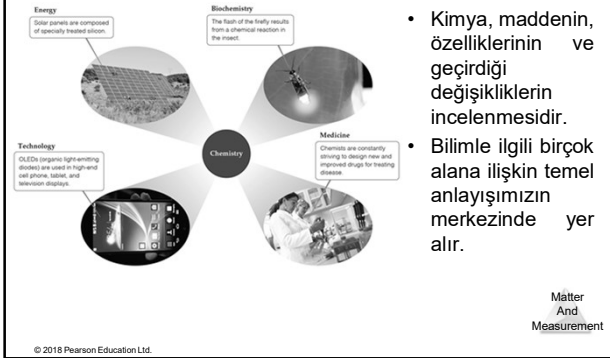 Energy
Solar panels are composed
of specially treated silicon.
Biochemistry
The flash of the firefly results
from a chemical reaction in
the insect.
Chemistry
Technology
OLEDs (organic light-emitting
diodes) are used in high-end
cell phone, tablet, and
television displays.
Medicine
Chemists are constantly
striving to design new and
improved drugs for treating
disease.
• Kimya, maddenin,
özelliklerinin ve
geçirdiği
değişikliklerin
incelenmesidir.
• Bilimle ilgili birçok
alana ilişkin temel
anlayışımızın
merkezinde yer
alır.
Matter
And
Measurement
© 2018 Pearson Education Ltd.